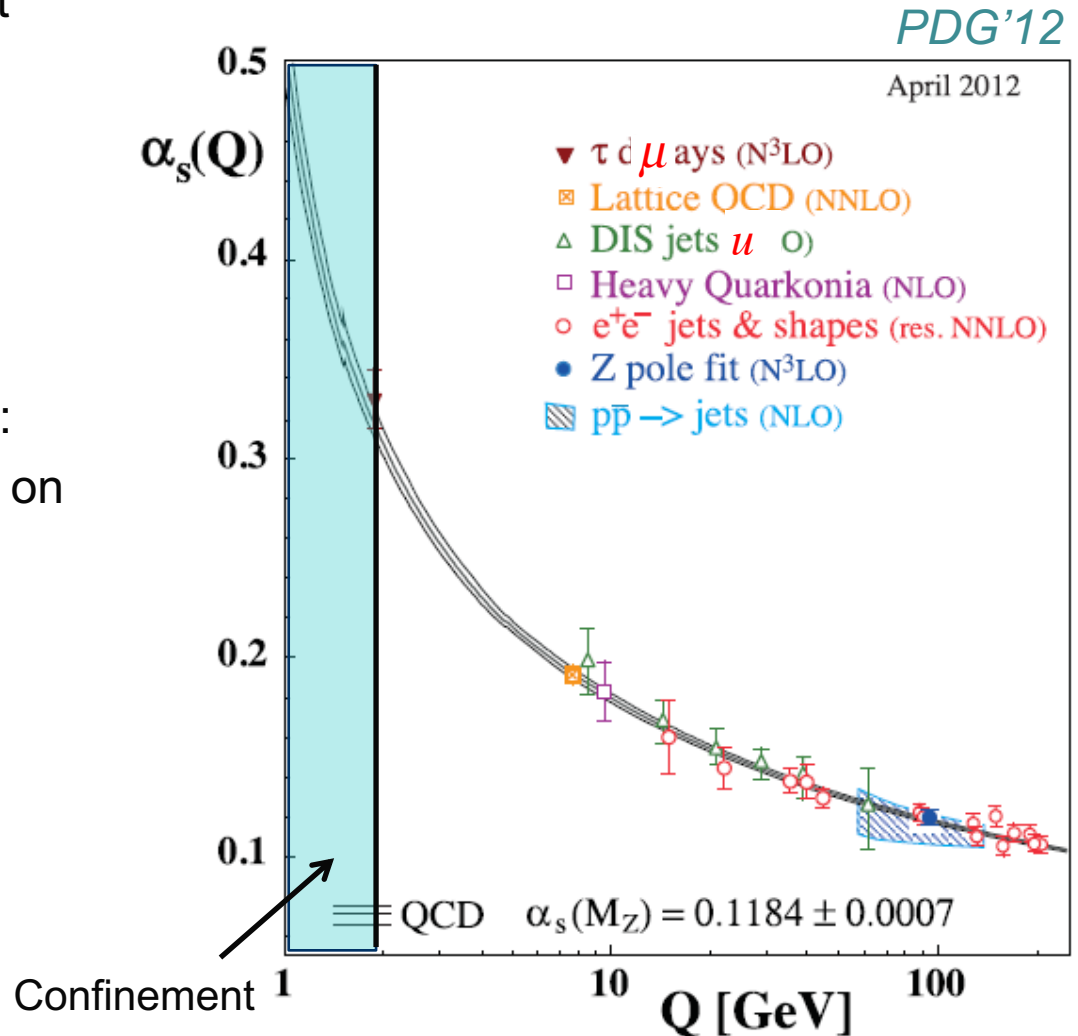 t
PDG'12
April 2012
0.5
αs(Q)
0.4
0.3
0.2
0.1
τ d μ ays (N³LO)
Lattice QCD (NNLO)
DIS jets u O)
Heavy Quarkonia (NLO)
e⁺e⁻ jets & shapes (res. NNLO)
Z pole fit (N³LO)
pp̅ –> jets (NLO)
:
on
QCD αs(MZ) = 0.1184 ± 0.0007
Confinement
1 10 100
Q [GeV]